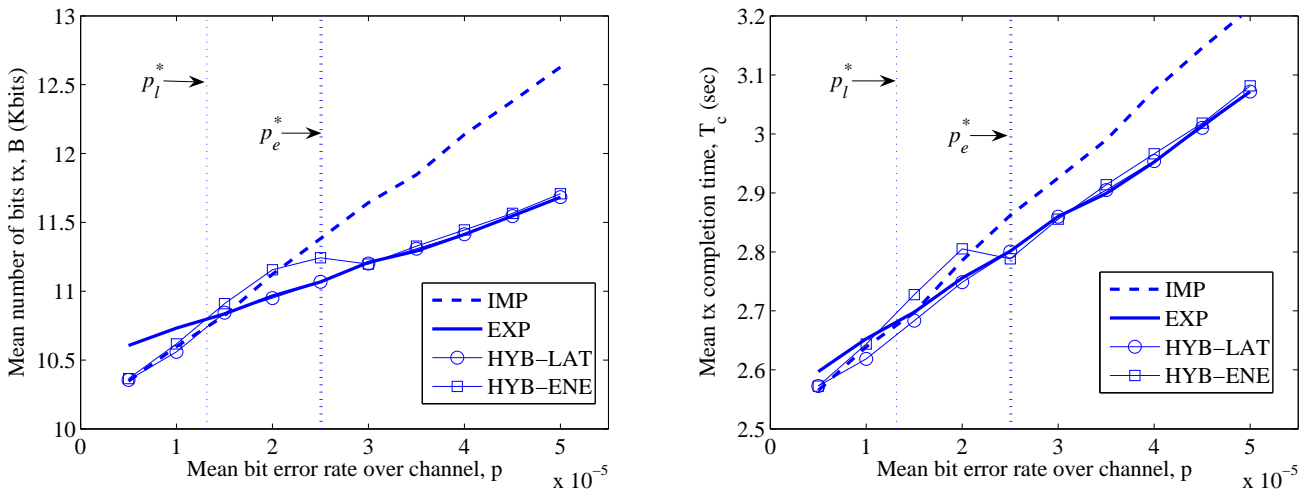 Mean number of bits tx, B (Kbits)
13
12.5
12
11.5
11
10.5
10
0
1
2
3
4
5
x 10⁻⁵
Mean bit error rate over channel, p
p_l^*
p_e^*
IMP
EXP
HYB−LAT
HYB−ENE
Mean tx completion time, T_c (sec)
3.2
3.1
3
2.9
2.8
2.7
2.6
2.5
0
1
2
3
4
5
x 10⁻⁵
Mean bit error rate over channel, p
p_l^*
p_e^*
IMP
EXP
HYB−LAT
HYB−ENE